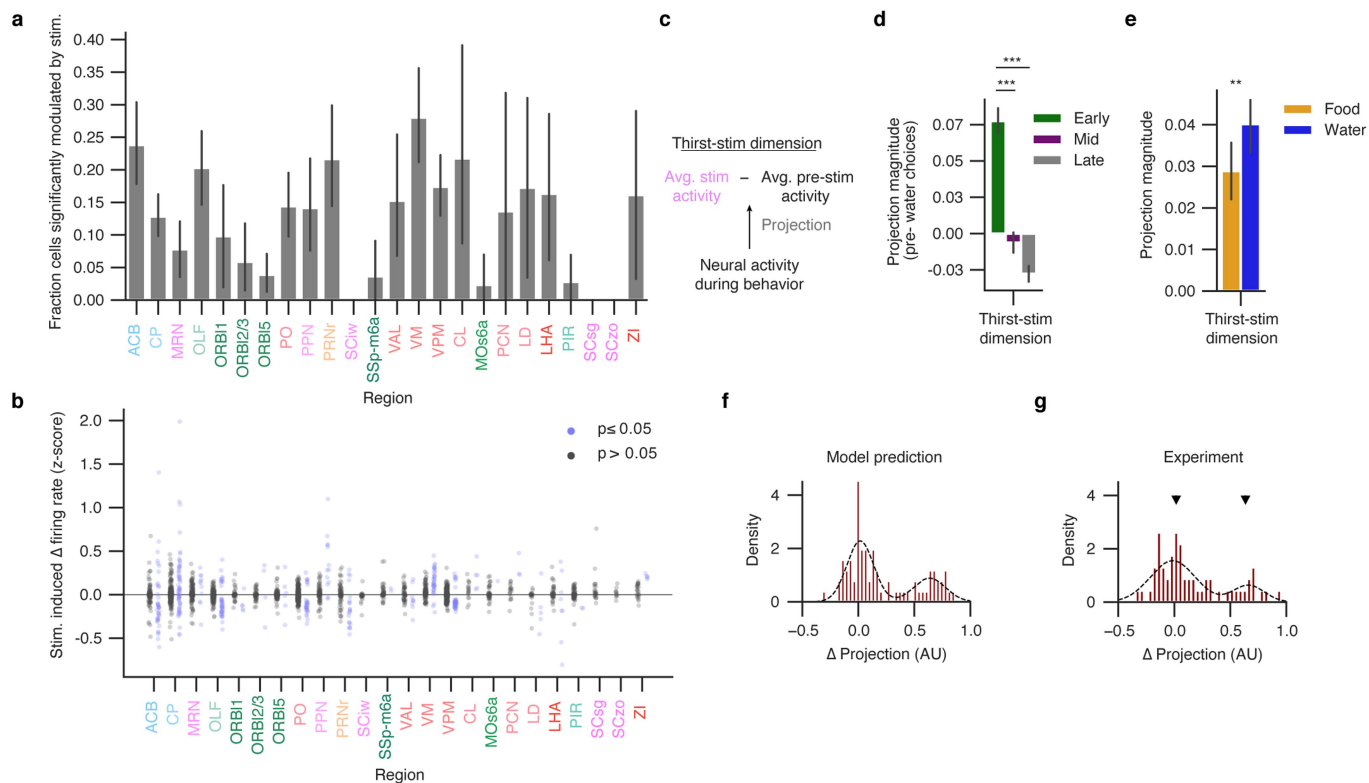 a
Fraction cells significantly modulated by stim.
0.40
0.35
0.30
0.25
0.20
0.15
0.10
0.05
0.00
ACB
CP
MRN
OLF
ORBl1
ORBl2/3
ORBl5
PO
PPN
PRNr
SCiw
SSp-m6a
VAL
VM
VPM
CL
MOs6a
PCN
LD
LHA
PIR
SCsg
SCzo
ZI
Region
c
Thirst-stim dimension
Avg. stim – Avg. pre-stim
activity activity
Projection
Neural activity
during behavior
d
Projection magnitude
(pre- water choices)
***
***
0.07
0.05
0.03
0.00
-0.03
Early
Mid
Late
Thirst-stim
dimension
e
Projection magnitude
**
0.04
0.03
0.04
0.01
0.00
Food
Water
Thirst-stim
dimension
b
Stim. induced Δ firing rate (z-score)
2.0
1.5
1.0
0.5
0.0
-0.5
p≤ 0.05
p > 0.05
ACB
CP
MRN
OLF
ORBl1
ORBl2/3
ORBl5
PO
PPN
PRNr
SCiw
SSp-m6a
VAL
VM
VPM
CL
MOs6a
PCN
LD
LHA
PIR
SCsg
SCzo
ZI
Region
f
Model prediction
Density
4
2
0
−0.5
0.0
0.5
1.0
Δ Projection (AU)
g
Experiment
Density
4
2
0
−0.5
0.0
0.5
1.0
Δ Projection (AU)